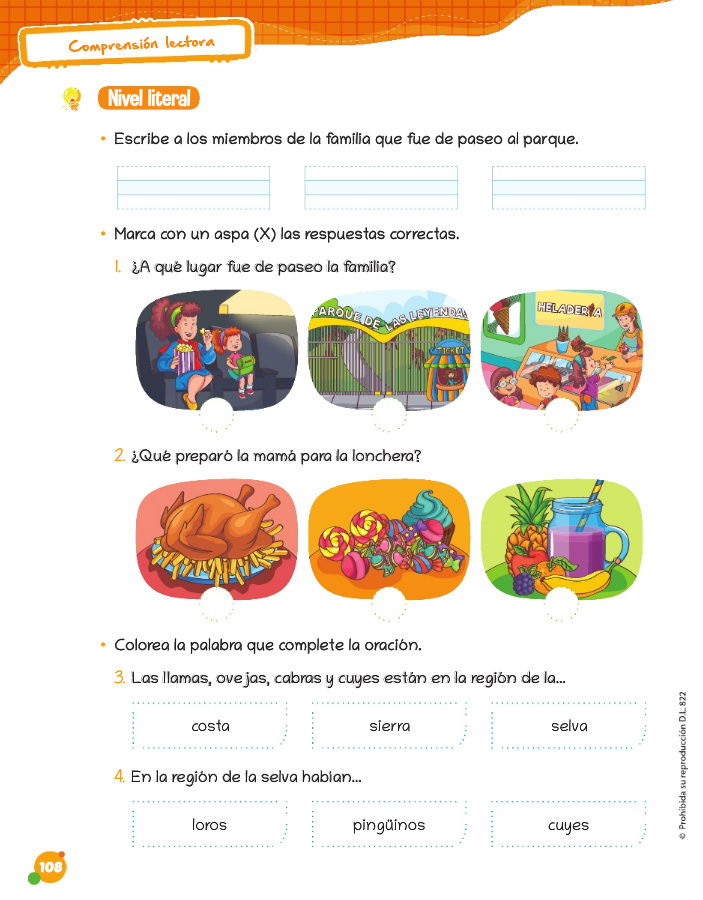 Comprensión lectora
Nivel literal
• Escribe a los miembros de la familia que fue de paseo al parque.
• Marca con un aspa (X) las respuestas correctas.
1. ¿A qué lugar fue de paseo la familia?
PARQUE DE LAS LEYENDAS
TICKET
HELADERÍA
2. ¿Qué preparó la mamá para la lonchera?
• Colorea la palabra que complete la oración.
3. Las llamas, ovejas, cabras y cuyes están en la región de la...
costa sierra selva
4. En la región de la selva habían...
loros pingüinos cuyes
108
© Prohibida su reproducción D.L. 822